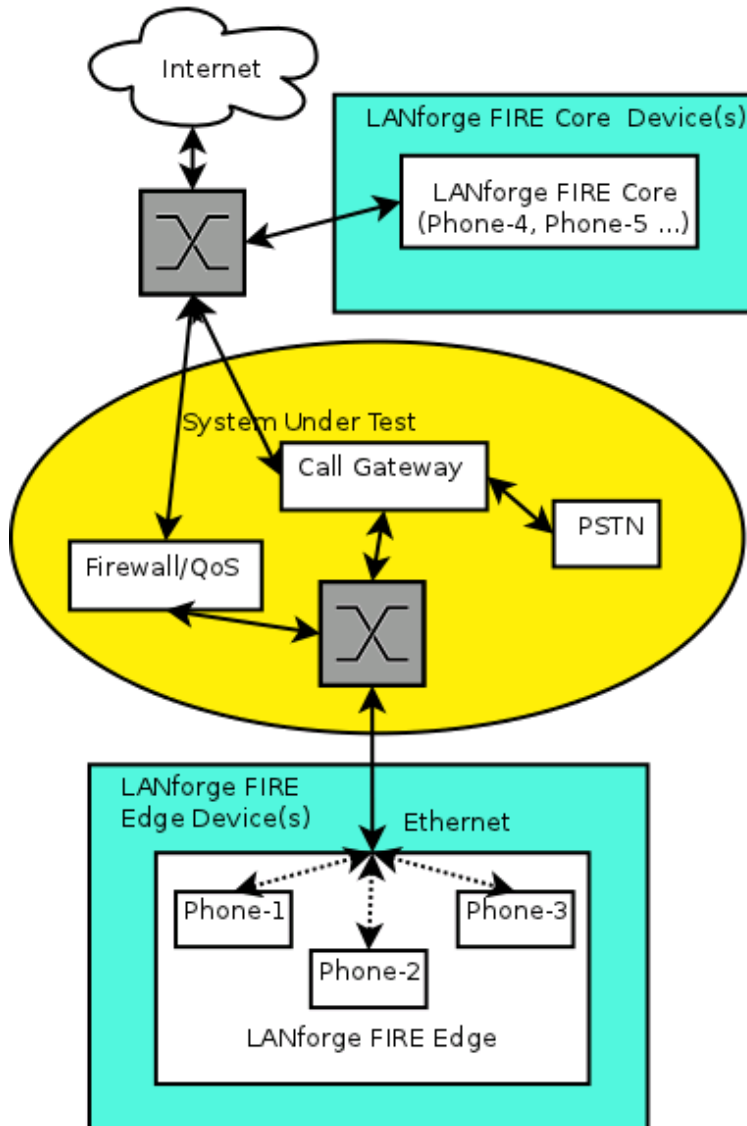 Internet
LANforge FIRE Core Device(s)
LANforge FIRE Core
(Phone-4, Phone-5 ...)
System Under Test
Call Gateway
PSTN
Firewall/QoS
LANforge FIRE
Edge Device(s)
Ethernet
Phone-1
Phone-3
Phone-2
LANforge FIRE Edge